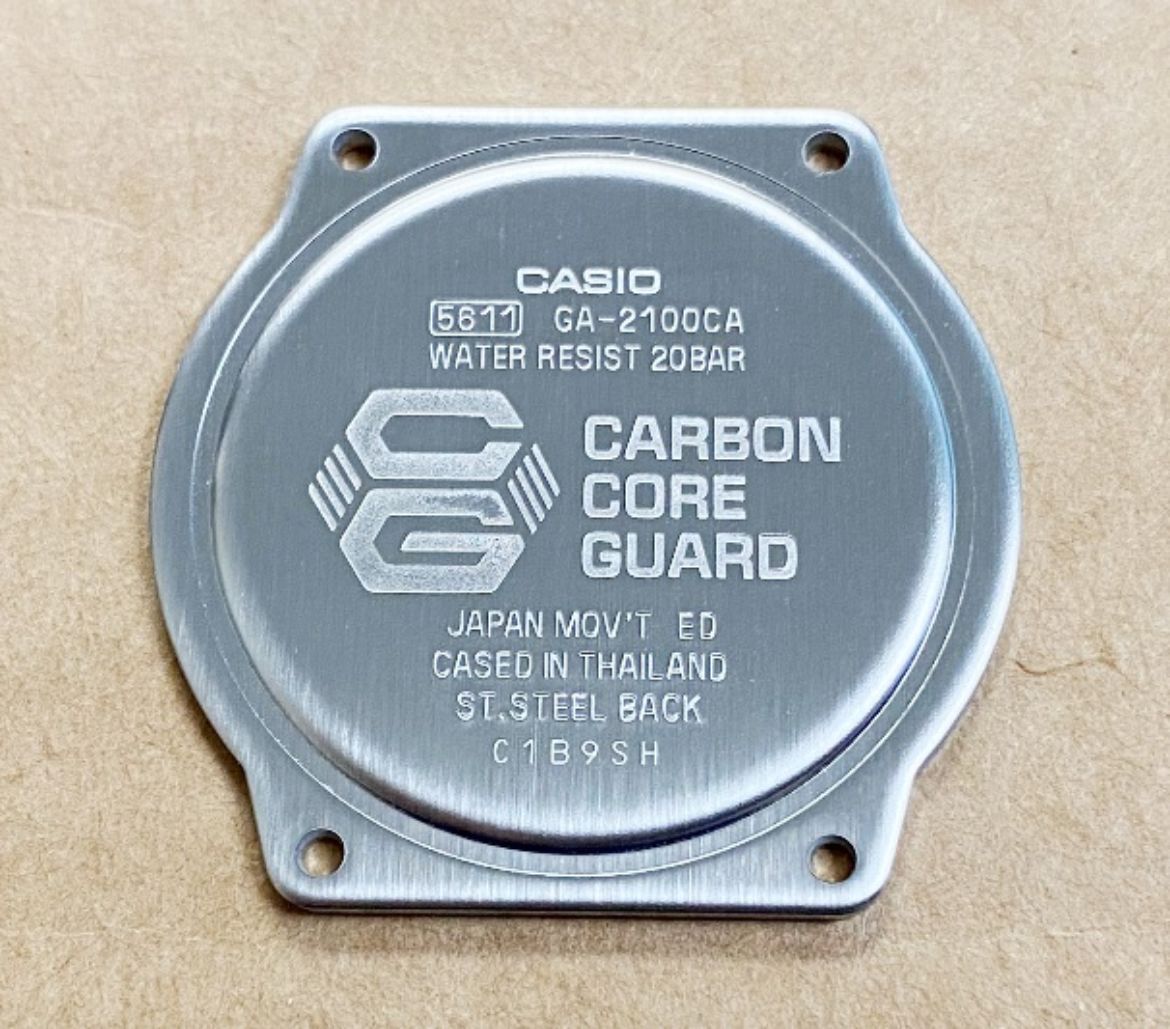 CASIO
5611 GA-2100CA
WATER RESIST 20BAR
CG CARBON
CORE
GUARD
JAPAN MOV'T ED
CASED IN THAILAND
ST.STEEL BACK
C1B9SH